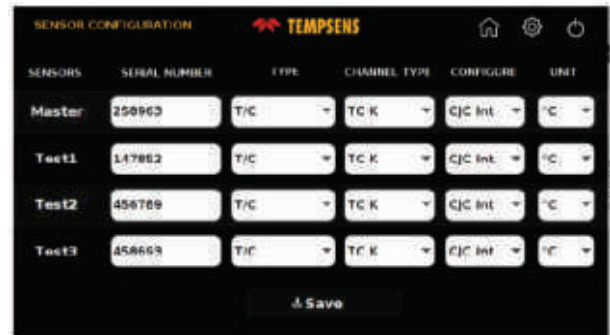 SENSOR CONFIGURATION TEMPSENS
SENSORS SERIAL NUMBER TYPE CHANNEL TYPE CONFIGURE UNIT
Master 258963 T/C TC K CJC Int °C
Test1 147852 T/C TC K CJC Int °C
Test2 456789 T/C TC K CJC Int °C
Test3 458659 T/C TC K CJC Int °C
Save